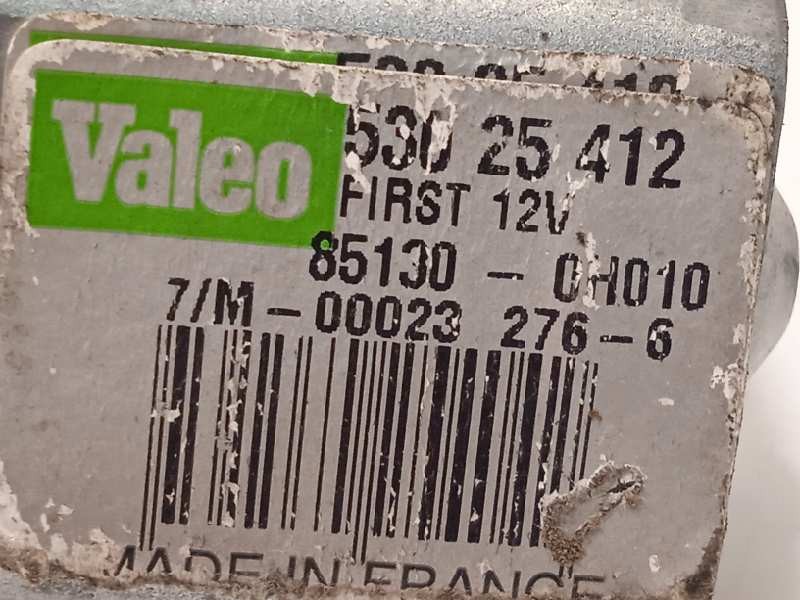 Valeo
530 25 412
FIRST 12V
85130 - 0H010
7/M - 00023 276-6
MADE IN FRANCE